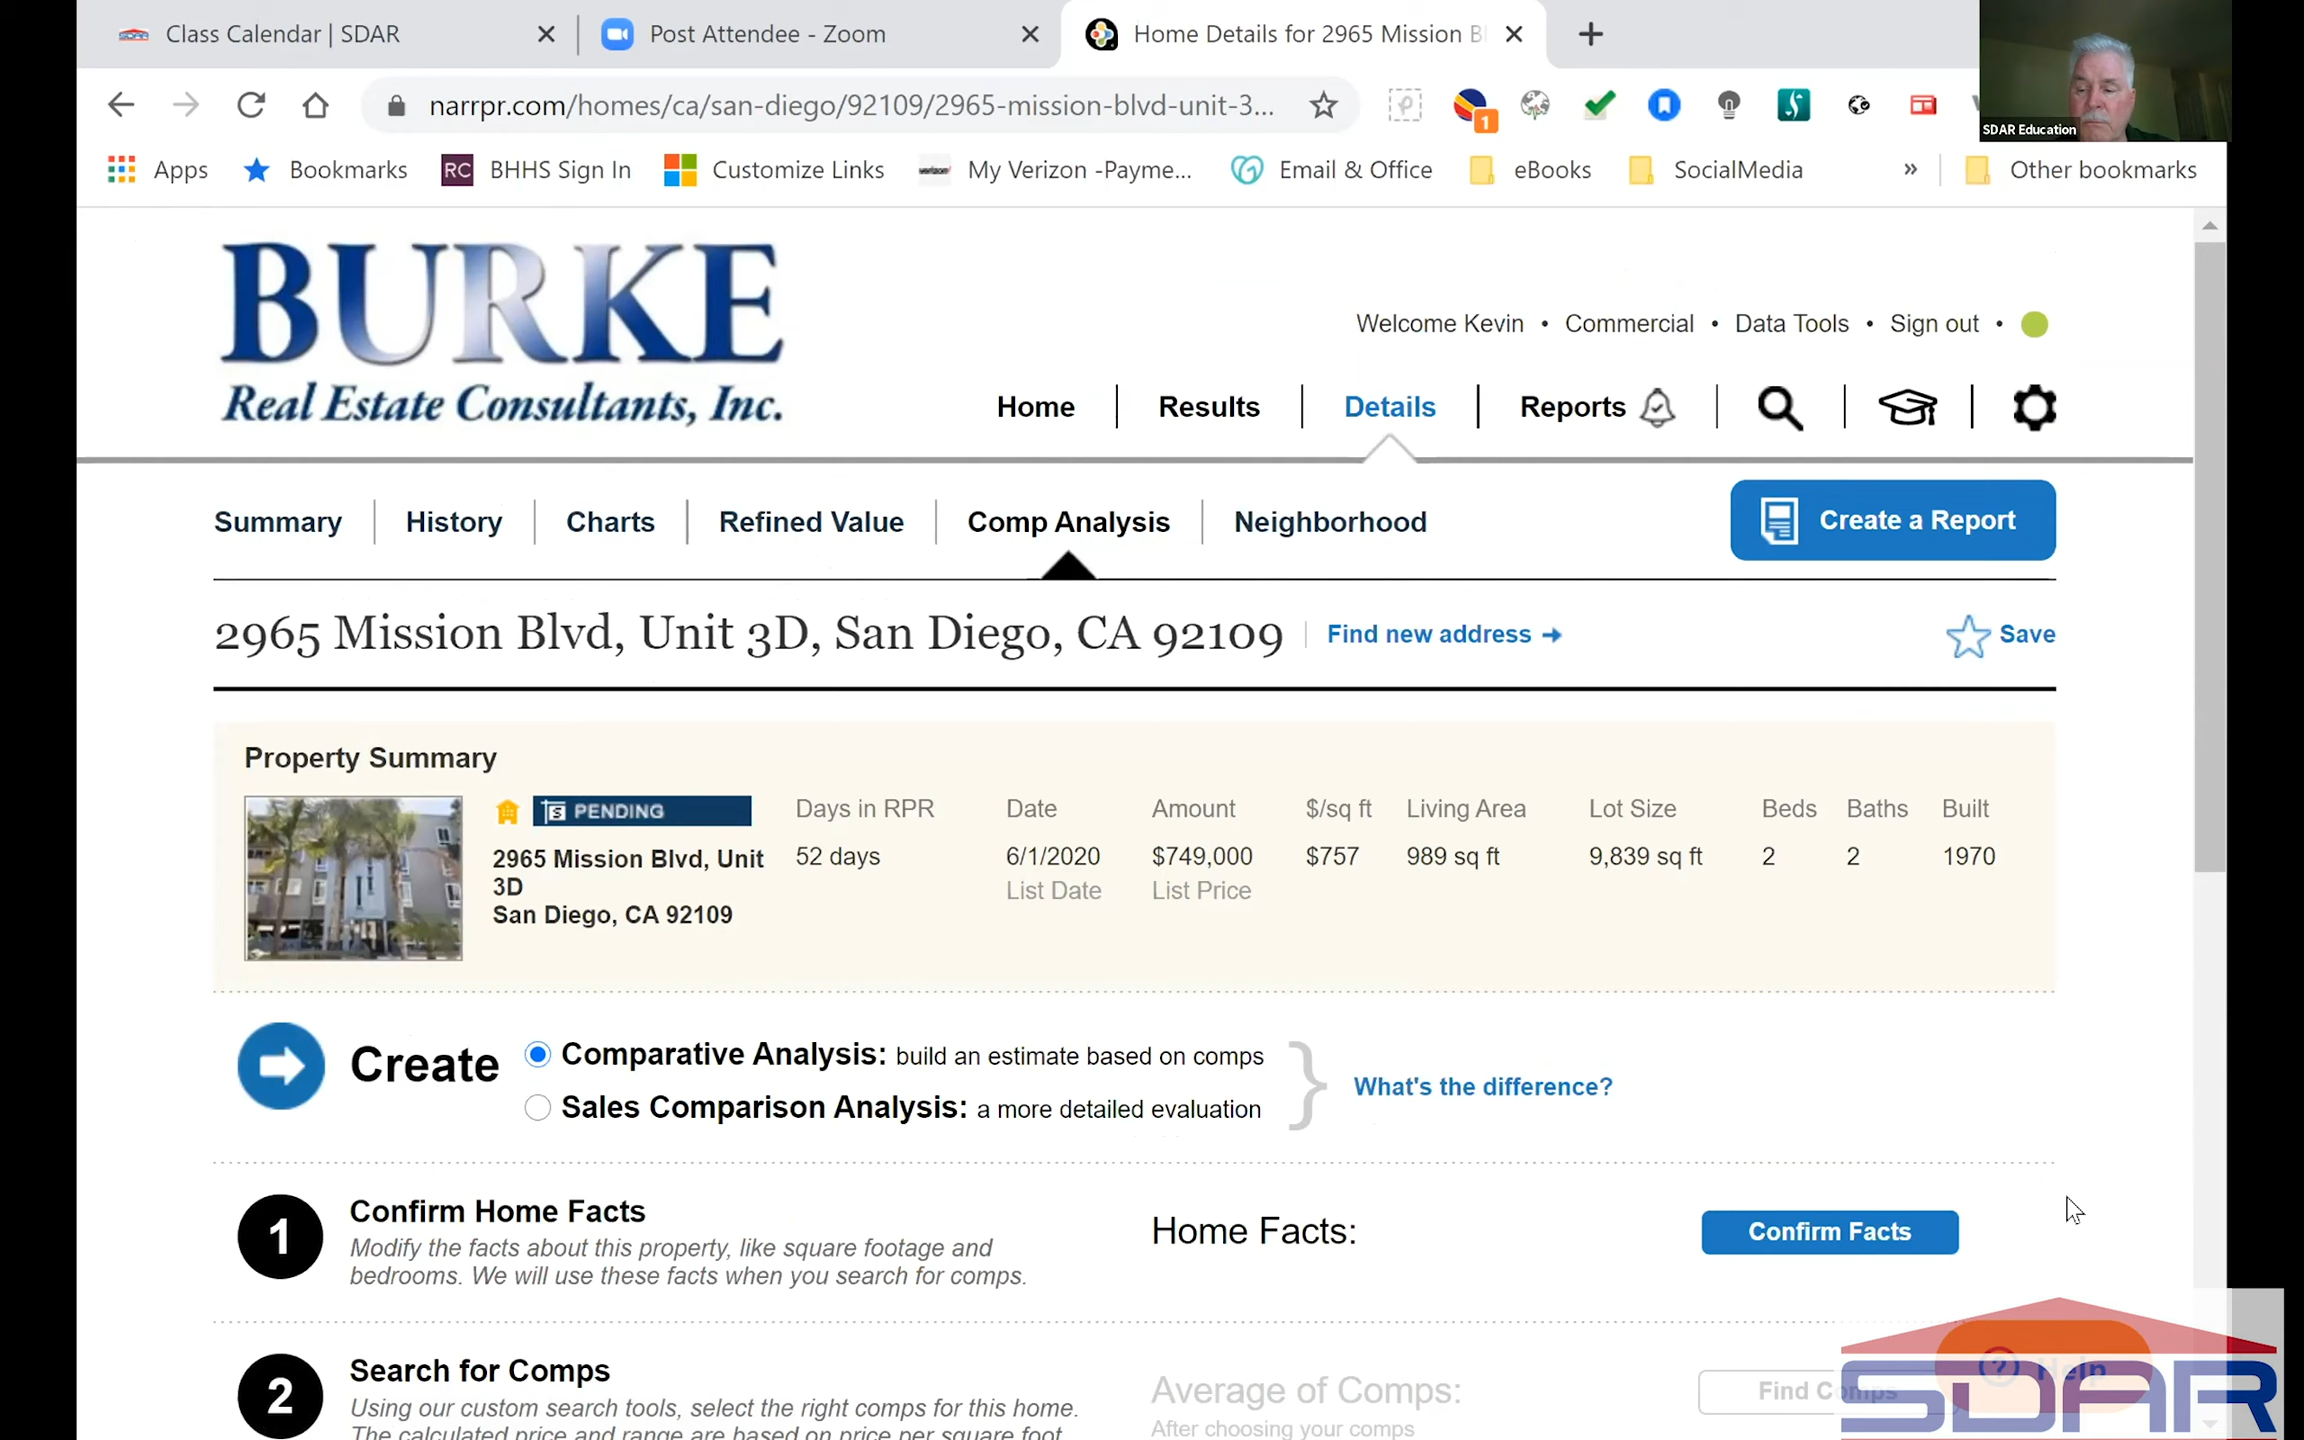 Class Calendar | SDAR
Post Attendee - Zoom
Home Details for 2965 Mission B
SDAR Education
narrpr.com/homes/ca/san-diego/92109/2965-mission-blvd-unit-3...
1
Apps
Bookmarks
RC BHHS Sign In
Customize Links
My Verizon -Payme...
Email & Office
eBooks
SocialMedia
»
Other bookmarks
BURKE
Real Estate Consultants, Inc.
Welcome Kevin • Commercial • Data Tools • Sign out •
Home | Results | Details | Reports
Summary | History | Charts | Refined Value | Comp Analysis | Neighborhood
Create a Report
2965 Mission Blvd, Unit 3D, San Diego, CA 92109
Find new address
Save
Property Summary
PENDING
2965 Mission Blvd, Unit
3D
San Diego, CA 92109
Days in RPR Date Amount $/sq ft Living Area Lot Size Beds Baths Built
52 days 6/1/2020 $749,000 $757 989 sq ft 9,839 sq ft 2 2 1970
List Date List Price
Create
Comparative Analysis: build an estimate based on comps
Sales Comparison Analysis: a more detailed evaluation
What's the difference?
1
Confirm Home Facts
Modify the facts about this property, like square footage and
bedrooms. We will use these facts when you search for comps.
Home Facts:
Confirm Facts
2
Search for Comps
Using our custom search tools, select the right comps for this home.
The calculated price and range are based on price per square foot
Average of Comps:
After choosing your comps
Find Comps
Help
SDAR